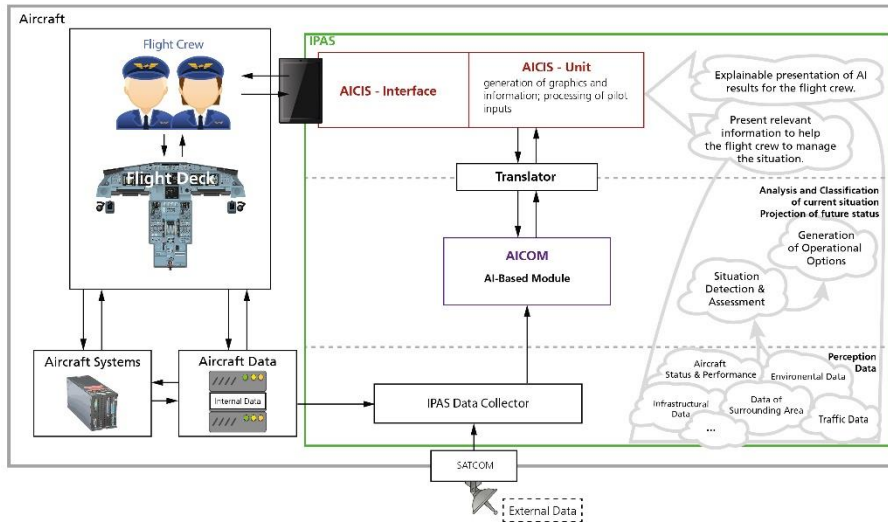 Aircraft
Flight Crew
Flight Deck
Aircraft Systems
Aircraft Data
Internal Data
IPAS
AICIS - Interface
AICIS - Unit
generation of graphics and
information; processing of pilot
inputs
Translator
AICOM
AI-Based Module
IPAS Data Collector
SATCOM
External Data
Explainable presentation of AI
results for the flight crew.
Present relevant
information to help
the flight crew to manage
the situation.
Analysis and Classification
of current situation
Projection of future status
Generation
of Operational
Options
Situation
Detection &
Assessment
Perception
Data
Aircraft
Status & Performance
Environmental Data
Infrastructural
Data
Data of
Surrounding Area
Traffic Data
...